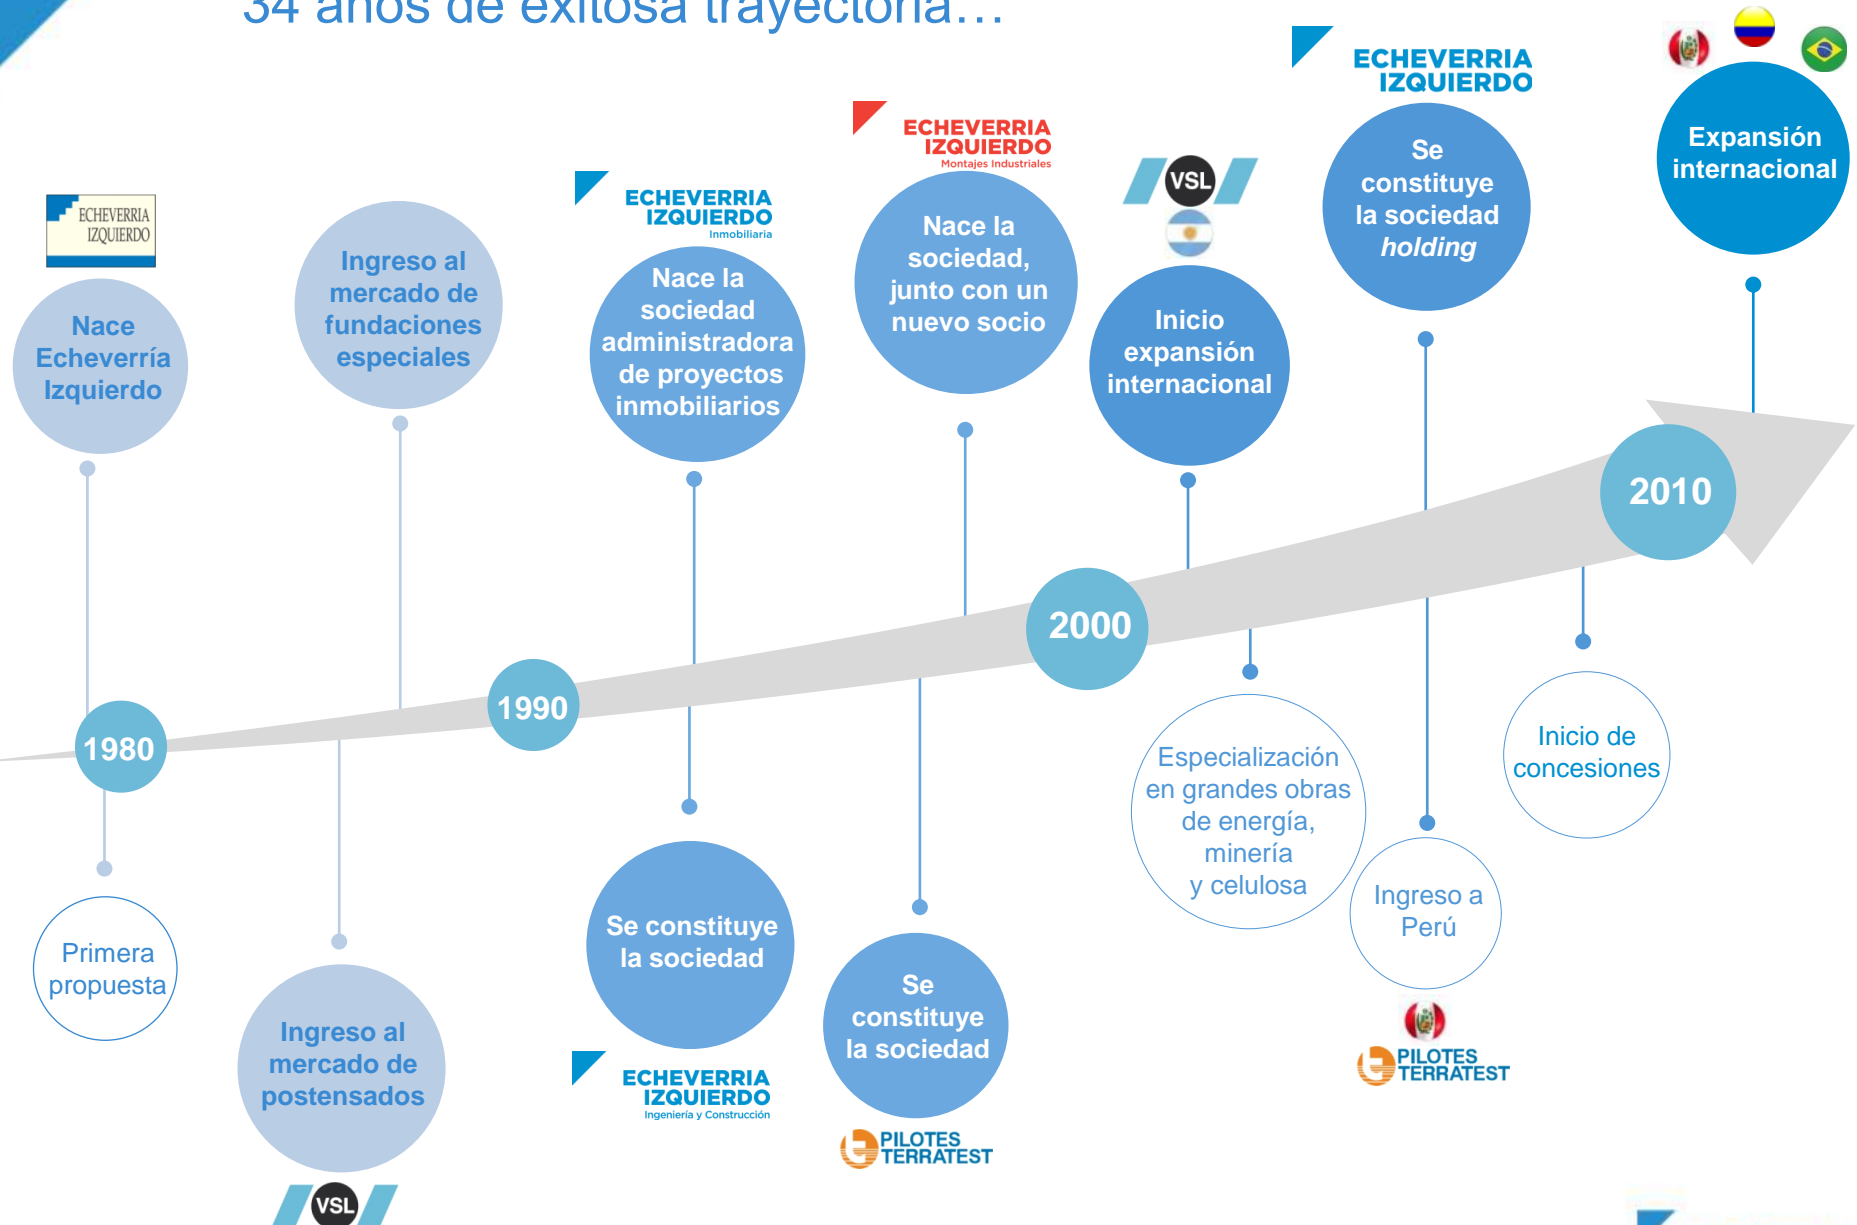 34 años de exitosa trayectoria…
ECHEVERRIA
IZQUIERDO
Nace
Echeverría
Izquierdo
Ingreso al
mercado de
fundaciones
especiales
ECHEVERRIA
IZQUIERDO
Inmobiliaria
Nace la
sociedad
administradora
de proyectos
inmobiliarios
ECHEVERRIA
IZQUIERDO
Montajes Industriales
Nace la
sociedad,
junto con un
nuevo socio
VSL
Inicio
expansión
internacional
ECHEVERRIA
IZQUIERDO
Se
constituye
la sociedad
holding
Expansión
internacional
1980
1990
2000
2010
Primera
propuesta
Ingreso al
mercado de
postensados
VSL
Se constituye
la sociedad
ECHEVERRIA
IZQUIERDO
Ingeniería y Construcción
Se
constituye
la sociedad
PILOTES
TERRATEST
Especialización
en grandes obras
de energía,
minería
y celulosa
Ingreso a
Perú
PILOTES
TERRATEST
Inicio de
concesiones